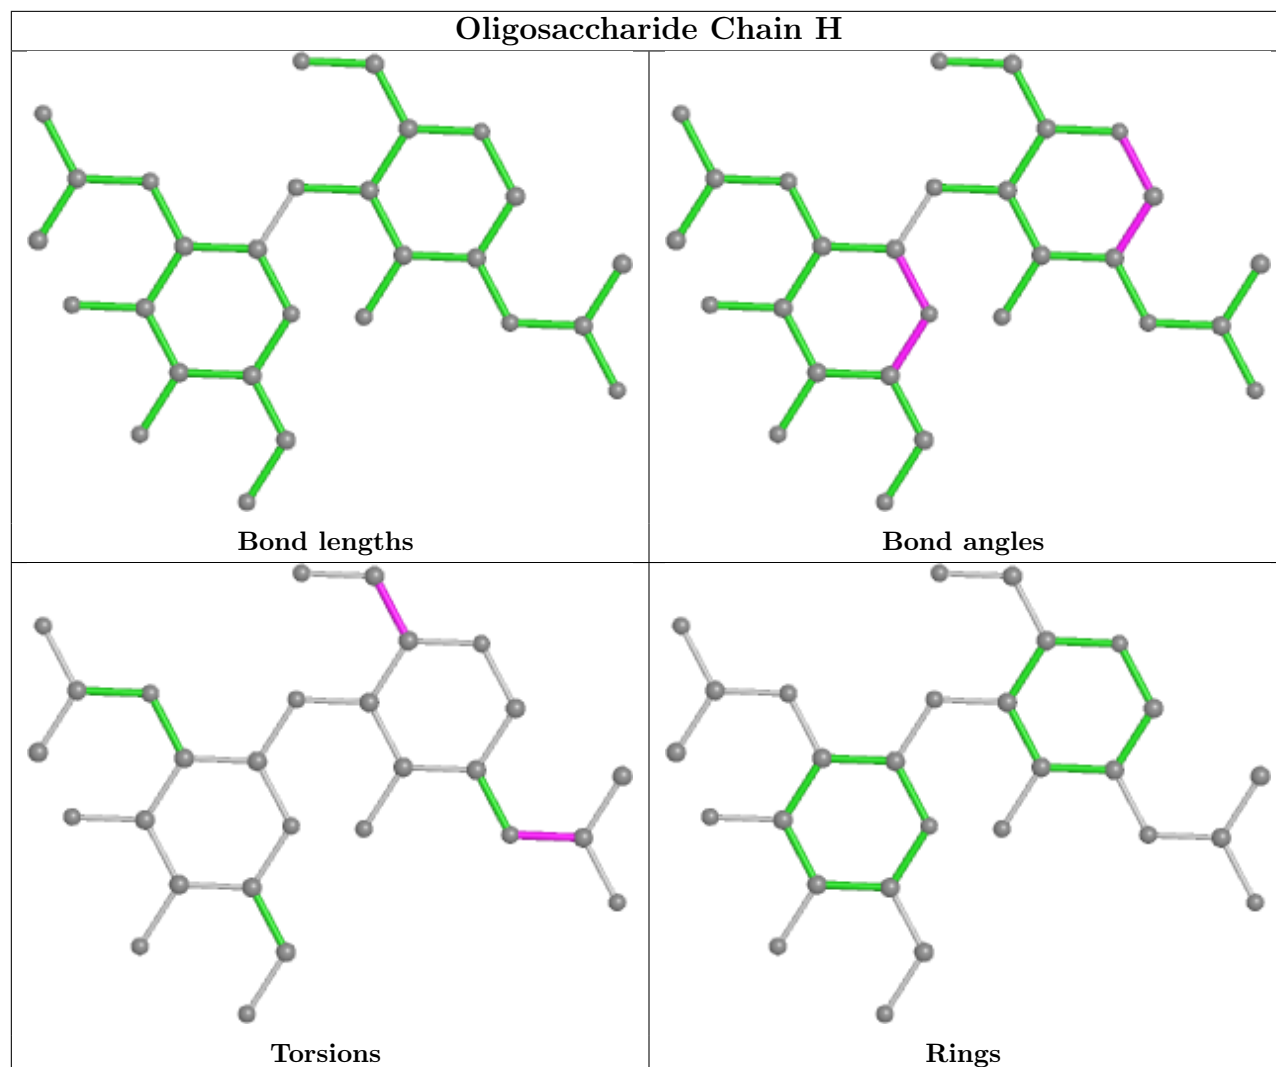 Oligosaccharide Chain H
Bond lengths
Bond angles
Torsions
Rings